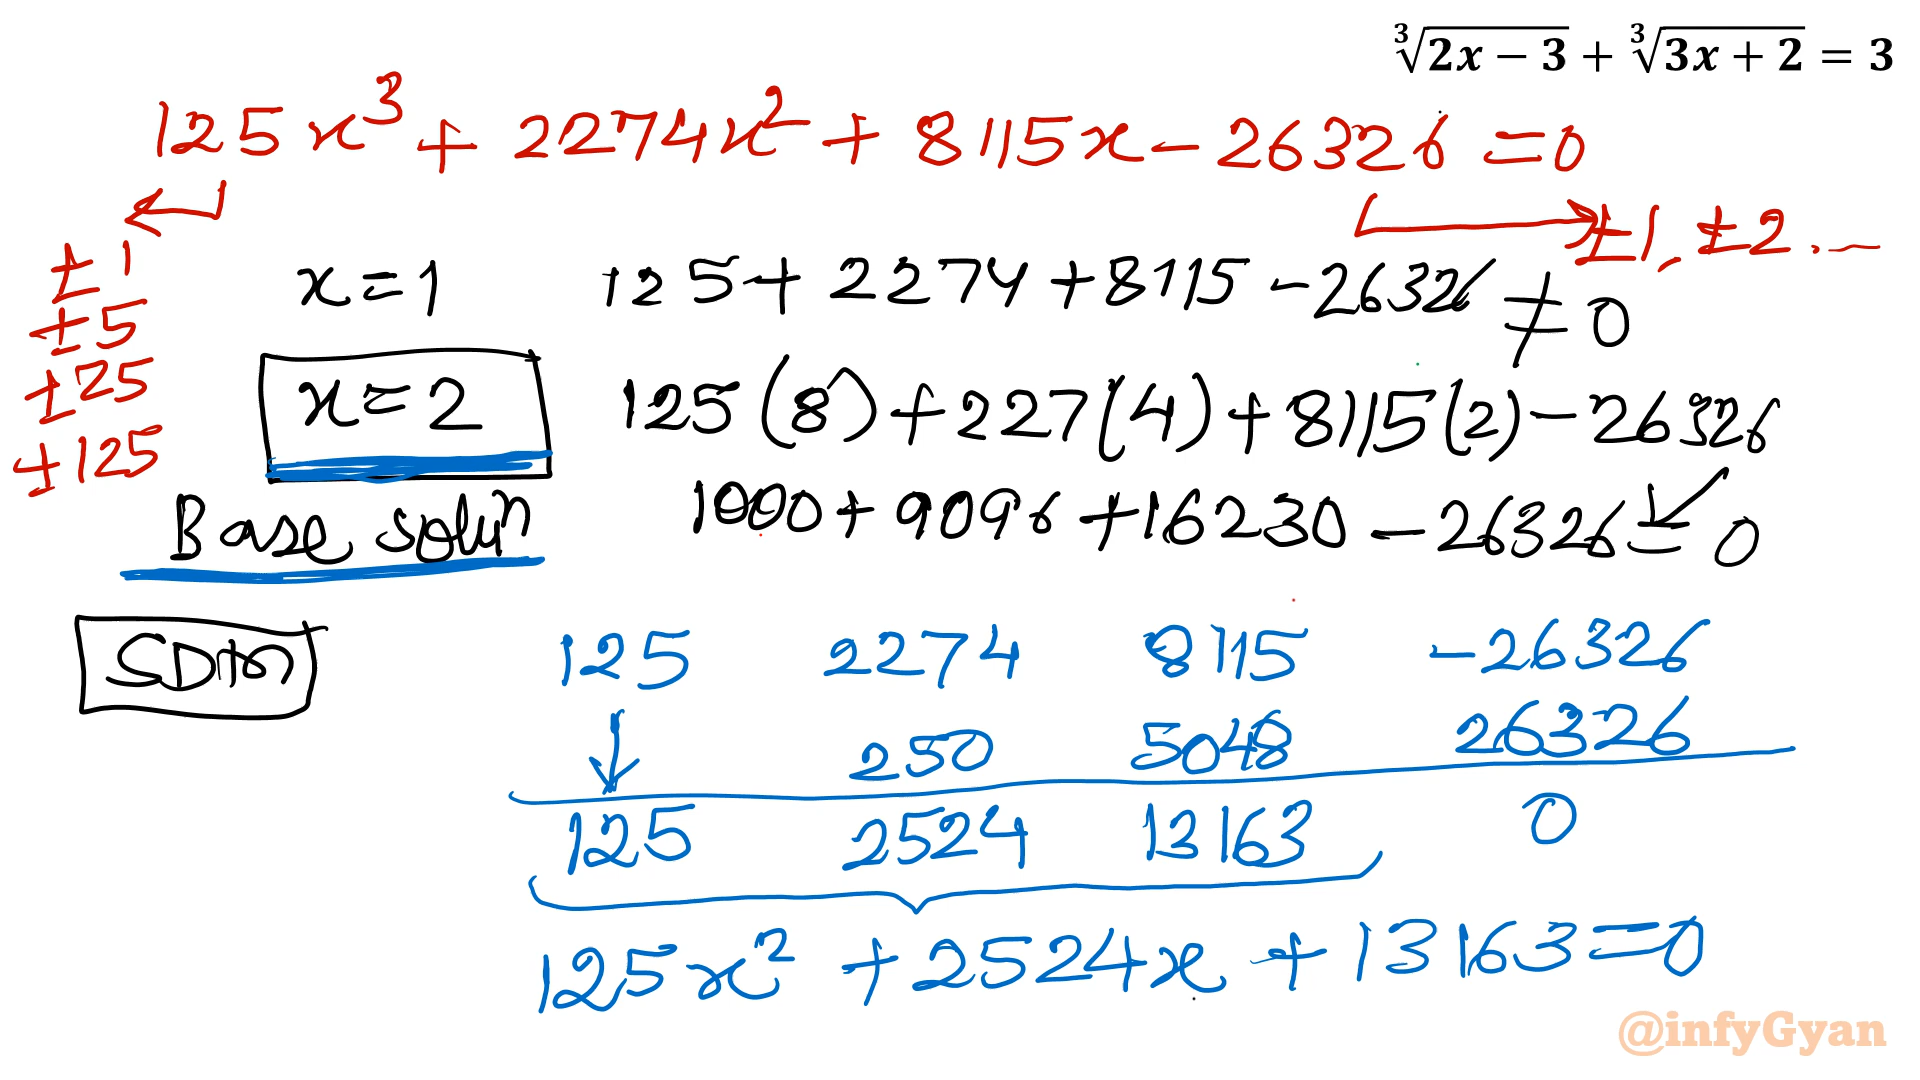 ∛(2x − 3) + ∛(3x + 2) = 3
125x³ + 2274x² + 8115x − 26326 = 0
±1, ±2 . ...
±1
±5
±25
±125
x = 1 125 + 2274 + 8115 − 26326 ≠ 0
x = 2 125(8) + 227(4) + 8115(2) − 26326
Base solun 1000 + 9096 + 16230 − 26326 = 0
125 2274 8115 −26326
250 5048 26326
125 2524 13163 0
125x² + 2524x + 13163 = 0
@infyGyan